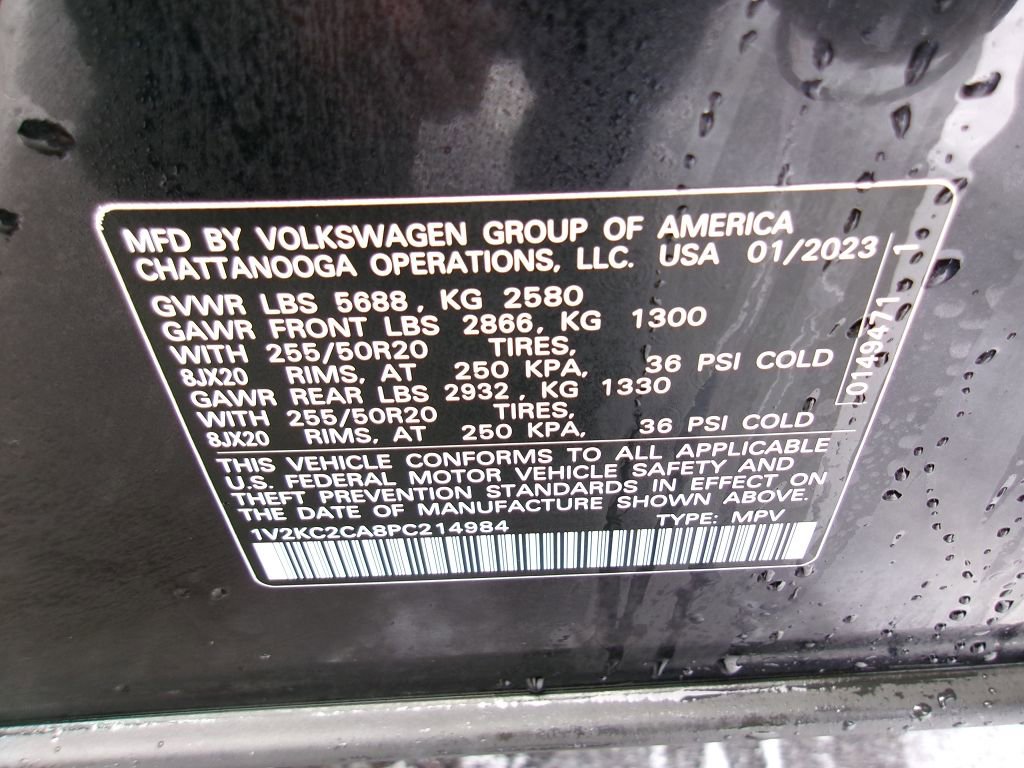 MFD BY VOLKSWAGEN GROUP OF AMERICA
CHATTANOOGA OPERATIONS, LLC. USA 01/2023
GVWR LBS 5688, KG 2580
GAWR FRONT LBS 2866, KG 1300
WITH 255/50R20 TIRES,
8JX20 RIMS, AT 250 KPA, 36 PSI COLD
GAWR REAR LBS 2932, KG 1330
WITH 255/50R20 TIRES,
8JX20 RIMS, AT 250 KPA, 36 PSI COLD
THIS VEHICLE CONFORMS TO ALL APPLICABLE
U.S. FEDERAL MOTOR VEHICLE SAFETY AND
THEFT PREVENTION STANDARDS IN EFFECT ON
THE DATE OF MANUFACTURE SHOWN ABOVE.
1V2KC2CA8PC214984 TYPE: MPV
0149471 1